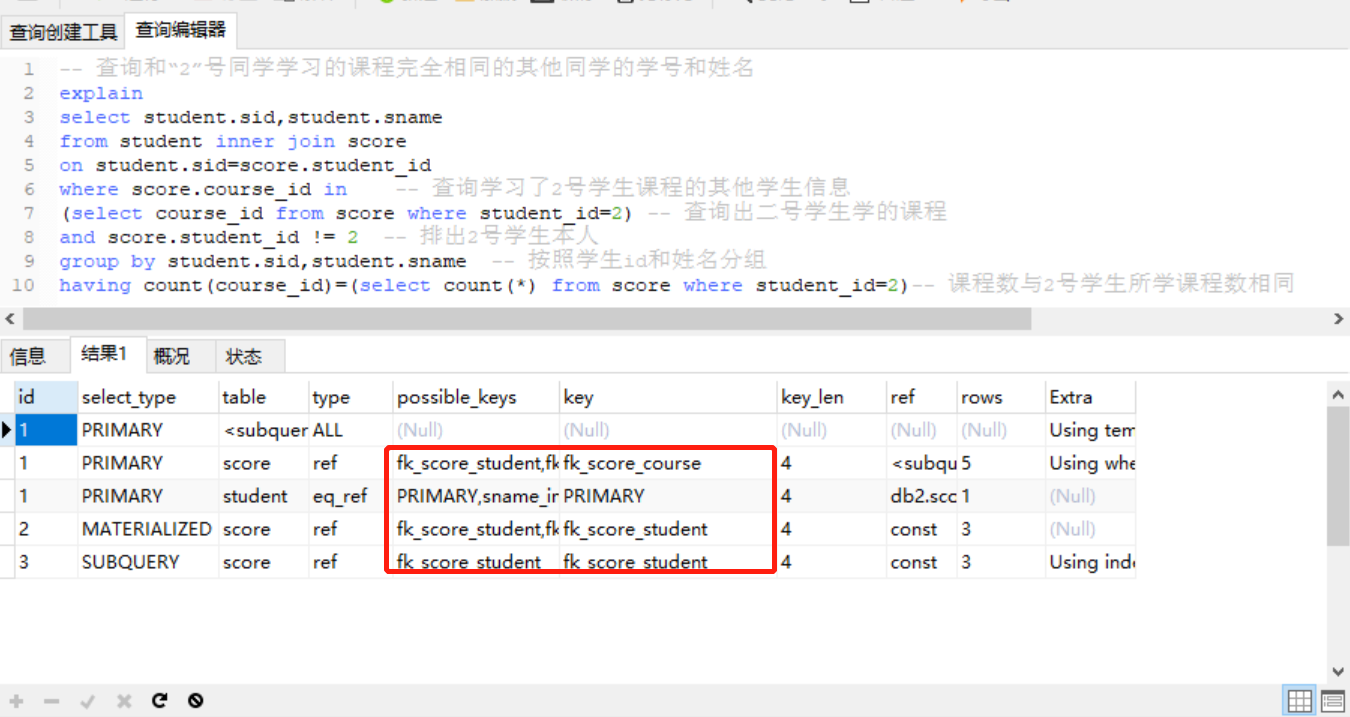 查询创建工具 查询编辑器
1 -- 查询和“2”号同学学习的课程完全相同的其他同学的学号和姓名
2 explain
3 select student.sid,student.sname
4 from student inner join score
5 on student.sid=score.student_id
6 where score.course_id in -- 查询学习了2号学生课程的其他学生信息
7 (select course_id from score where student_id=2) -- 查询出二号学生学的课程
8 and score.student_id != 2 -- 排出2号学生本人
9 group by student.sid,student.sname -- 按照学生id和姓名分组
10 having count(course_id)=(select count(*) from score where student_id=2)-- 课程数与2号学生所学课程数相同
信息 结果1 概况 状态
id select_type table type possible_keys key key_len ref rows Extra
1 PRIMARY <subquer ALL (Null) (Null) (Null) (Null) (Null) Using tem
1 PRIMARY score ref fk_score_student,fk fk_score_course 4 <subqu 5 Using whe
1 PRIMARY student eq_ref PRIMARY,sname_in PRIMARY 4 db2.scc 1 (Null)
2 MATERIALIZED score ref fk_score_student,fk fk_score_student 4 const 3 (Null)
3 SUBQUERY score ref fk_score_student fk_score_student 4 const 3 Using inde